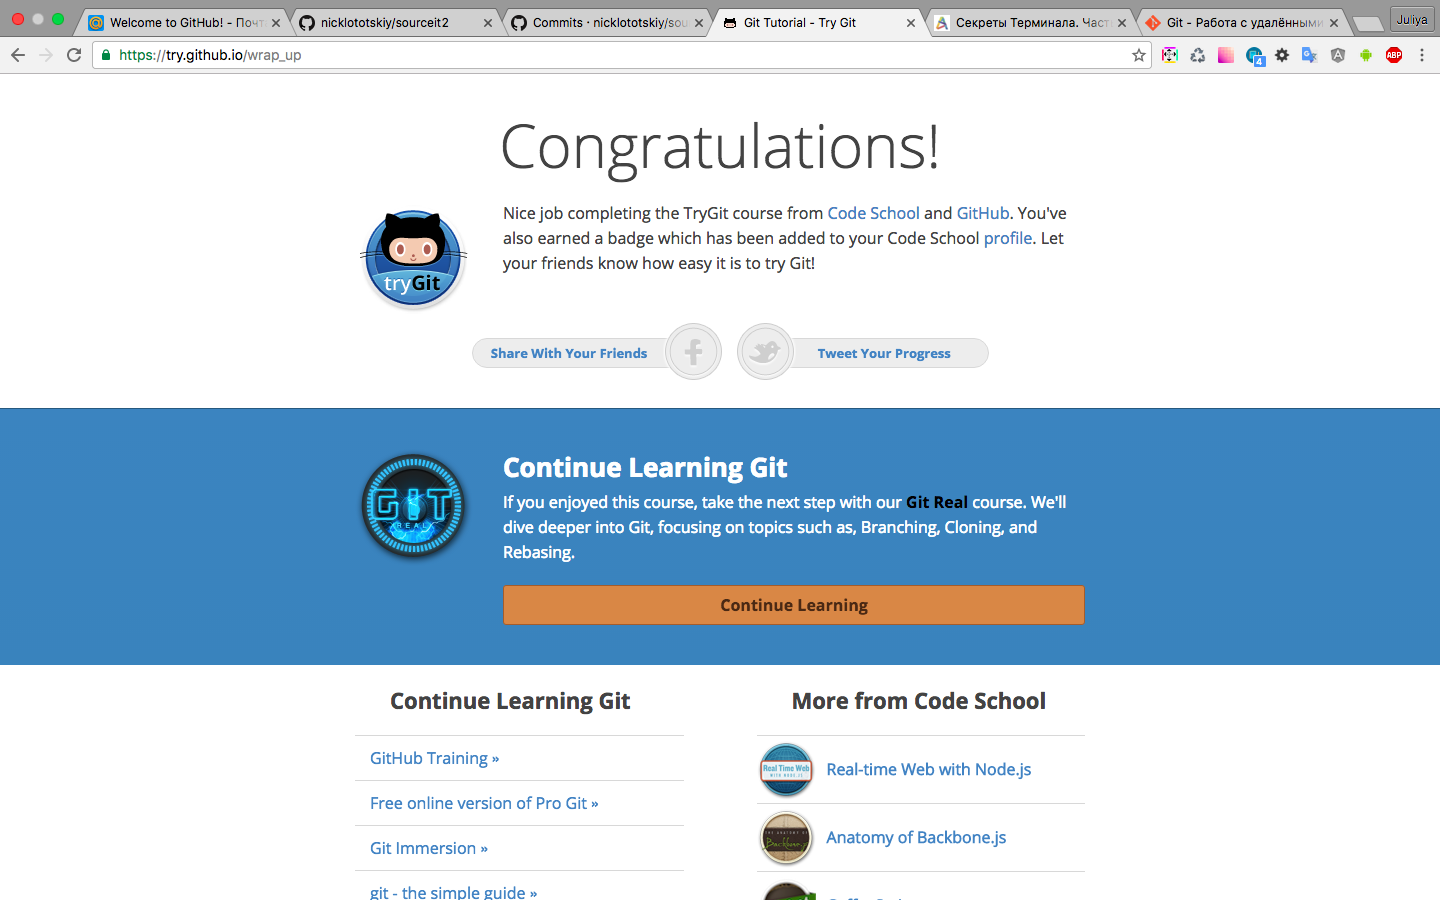 Welcome to GitHub! - Почт
nicklototskiy/sourceit2
Commits · nicklototskiy/sou
Git Tutorial - Try Git
Секреты Терминала. Част
Git - Работа с удалёнными
Juliya
https://try.github.io/wrap_up
4
ABP
Congratulations!
Nice job completing the TryGit course from Code School and GitHub. You've
also earned a badge which has been added to your Code School profile. Let
your friends know how easy it is to try Git!
tryGit
Share With Your Friends
Tweet Your Progress
GIT
REAL
Continue Learning Git
If you enjoyed this course, take the next step with our Git Real course. We'll
dive deeper into Git, focusing on topics such as, Branching, Cloning, and
Rebasing.
Continue Learning
Continue Learning Git
GitHub Training »
Free online version of Pro Git »
Git Immersion »
git - the simple guide »
More from Code School
Real Time Web
WITH NODE.JS
Real-time Web with Node.js
THE ANATOMY OF
Backbone.js
Anatomy of Backbone.js